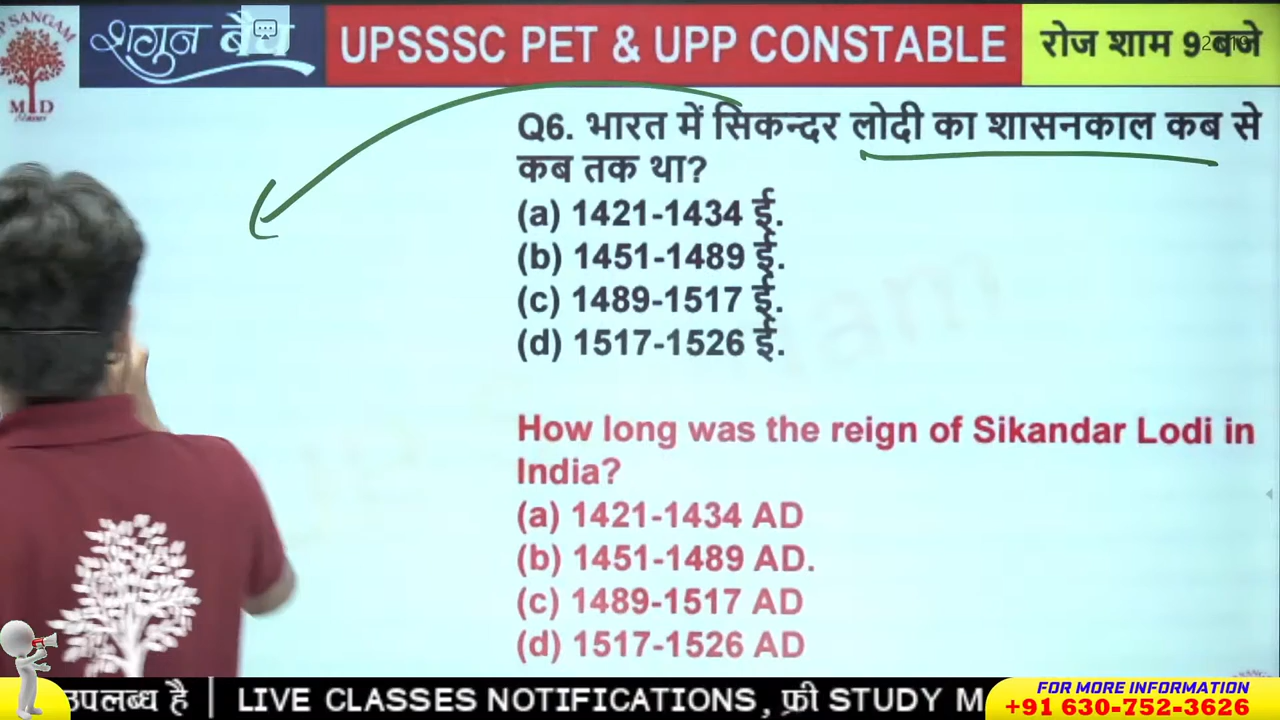 P SANGAM
M D
शगुन बैच
UPSSSC PET & UPP CONSTABLE
रोज शाम 9 बजे
Q6. भारत में सिकन्दर लोदी का शासनकाल कब से
कब तक था?
(a) 1421-1434 ई.
(b) 1451-1489 ई.
(c) 1489-1517 ई.
(d) 1517-1526 ई.
How long was the reign of Sikandar Lodi in
India?
(a) 1421-1434 AD
(b) 1451-1489 AD.
(c) 1489-1517 AD
(d) 1517-1526 AD
उपलब्ध है | LIVE CLASSES NOTIFICATIONS, फ्री STUDY M
FOR MORE INFORMATION
+91 630-752-3626